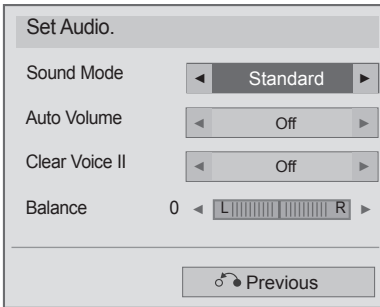 Set Audio.
Sound Mode ◄ Standard ►
Auto Volume ◄ Off ►
Clear Voice II ◄ Off ►
Balance 0 ◄ L R ►
Previous